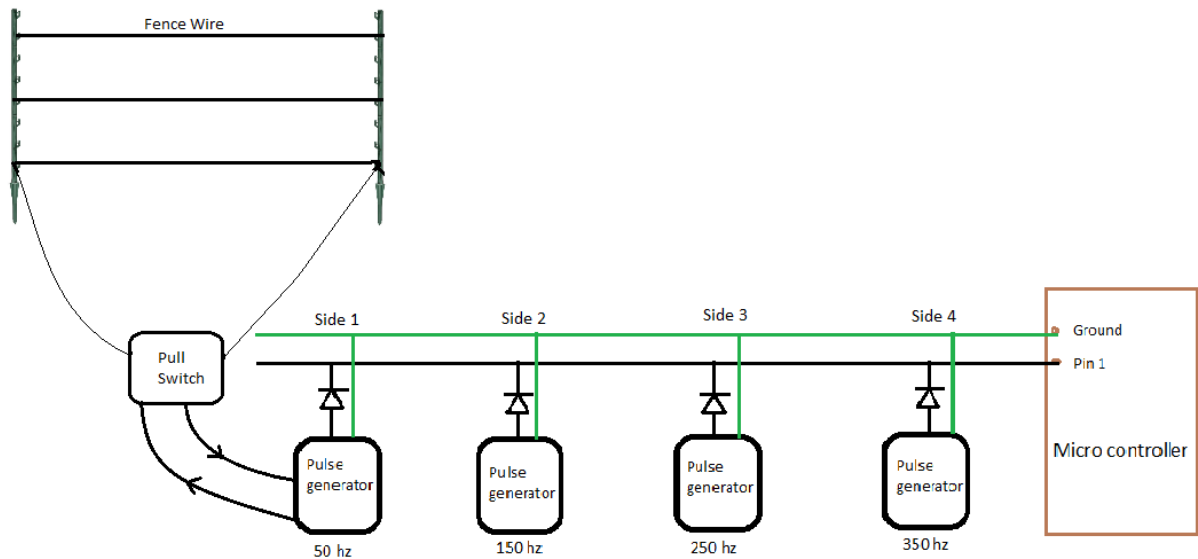 Fence Wire
Side 1
Side 2
Side 3
Side 4
Ground
Pull
Switch
Pin 1
Pulse
generator
Pulse
generator
Pulse
generator
Pulse
generator
Micro controller
50 hz
150 hz
250 hz
350 hz